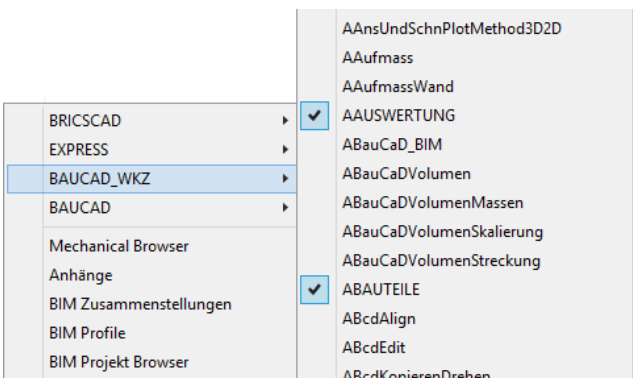 BRICSCAD
EXPRESS
BAUCAD_WKZ
BAUCAD
Mechanical Browser
Anhänge
BIM Zusammenstellungen
BIM Profile
BIM Projekt Browser
AAnsUndSchnPlotMethod3D2D
AAufmass
AAufmassWand
AAUSWERTUNG
ABauCaD_BIM
ABauCaDVolumen
ABauCaDVolumenMassen
ABauCaDVolumenSkalierung
ABauCaDVolumenStreckung
ABAUTEILE
ABcdAlign
ABcdEdit
ABcdKopierenDrehen